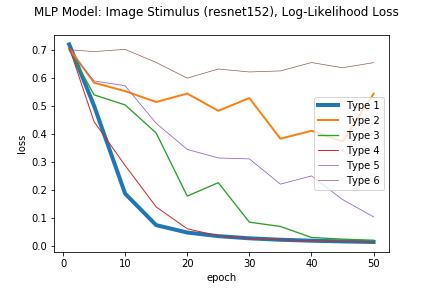 MLP Model: Image Stimulus (resnet152), Log-Likelihood Loss
loss
0.7
0.6
0.5
0.4
0.3
0.2
0.1
0.0
Type 1
Type 2
Type 3
Type 4
Type 5
Type 6
0 10 20 30 40 50
epoch